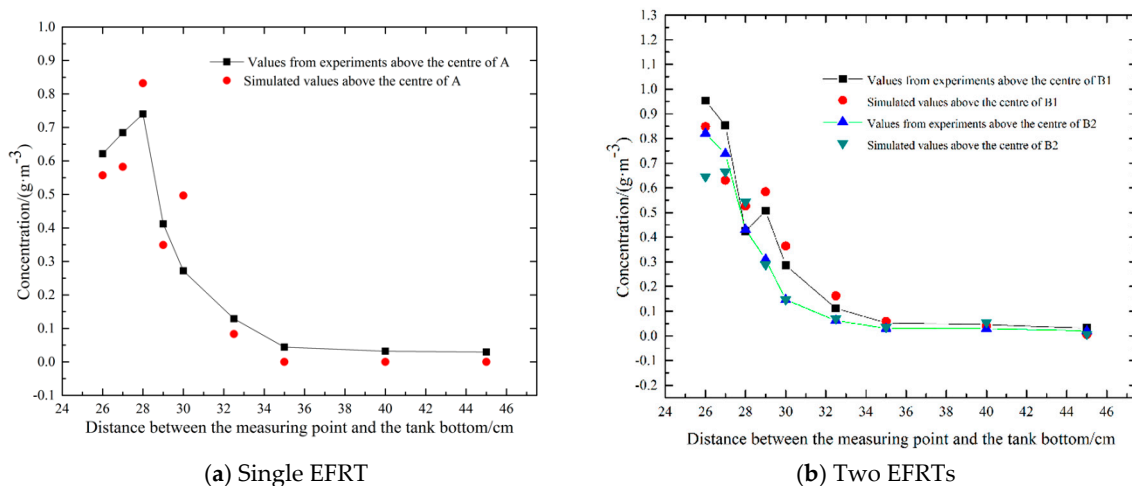 1.0
0.9
0.8
0.7
0.6
0.5
0.4
0.3
0.2
0.1
0.0
-0.1
Concentration/(g·m⁻³)
Values from experiments above the centre of A
Simulated values above the centre of A
24 26 28 30 32 34 36 38 40 42 44 46
Distance between the measuring point and the tank bottom/cm
(a) Single EFRT
1.3
1.2
1.1
1.0
0.9
0.8
0.7
0.6
0.5
0.4
0.3
0.2
0.1
0.0
-0.1
-0.2
Concentration/(g·m⁻³)
Values from experiments above the centre of B1
Simulated values above the centre of B1
Values from experiments above the centre of B2
Simulated values above the centre of B2
24 26 28 30 32 34 36 38 40 42 44 46
Distance between the measuring point and the tank bottom/cm
(b) Two EFRTs